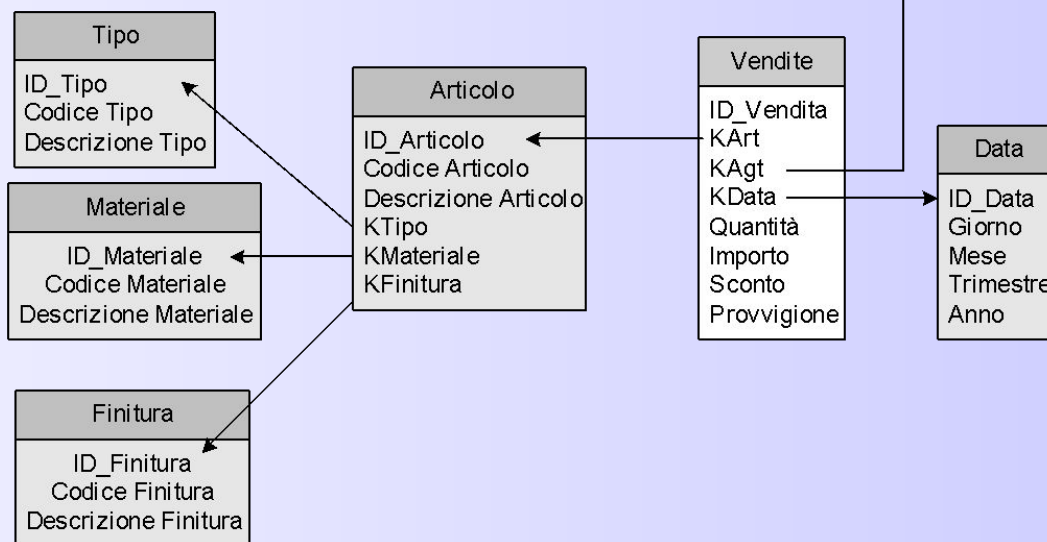 Tipo
ID_Tipo
Codice Tipo
Descrizione Tipo
Materiale
ID_Materiale
Codice Materiale
Descrizione Materiale
Finitura
ID_Finitura
Codice Finitura
Descrizione Finitura
Articolo
ID_Articolo
Codice Articolo
Descrizione Articolo
KTipo
KMateriale
KFinitura
Vendite
ID_Vendita
KArt
KAgt
KData
Quantità
Importo
Sconto
Provvigione
Data
ID_Data
Giorno
Mese
Trimestre
Anno